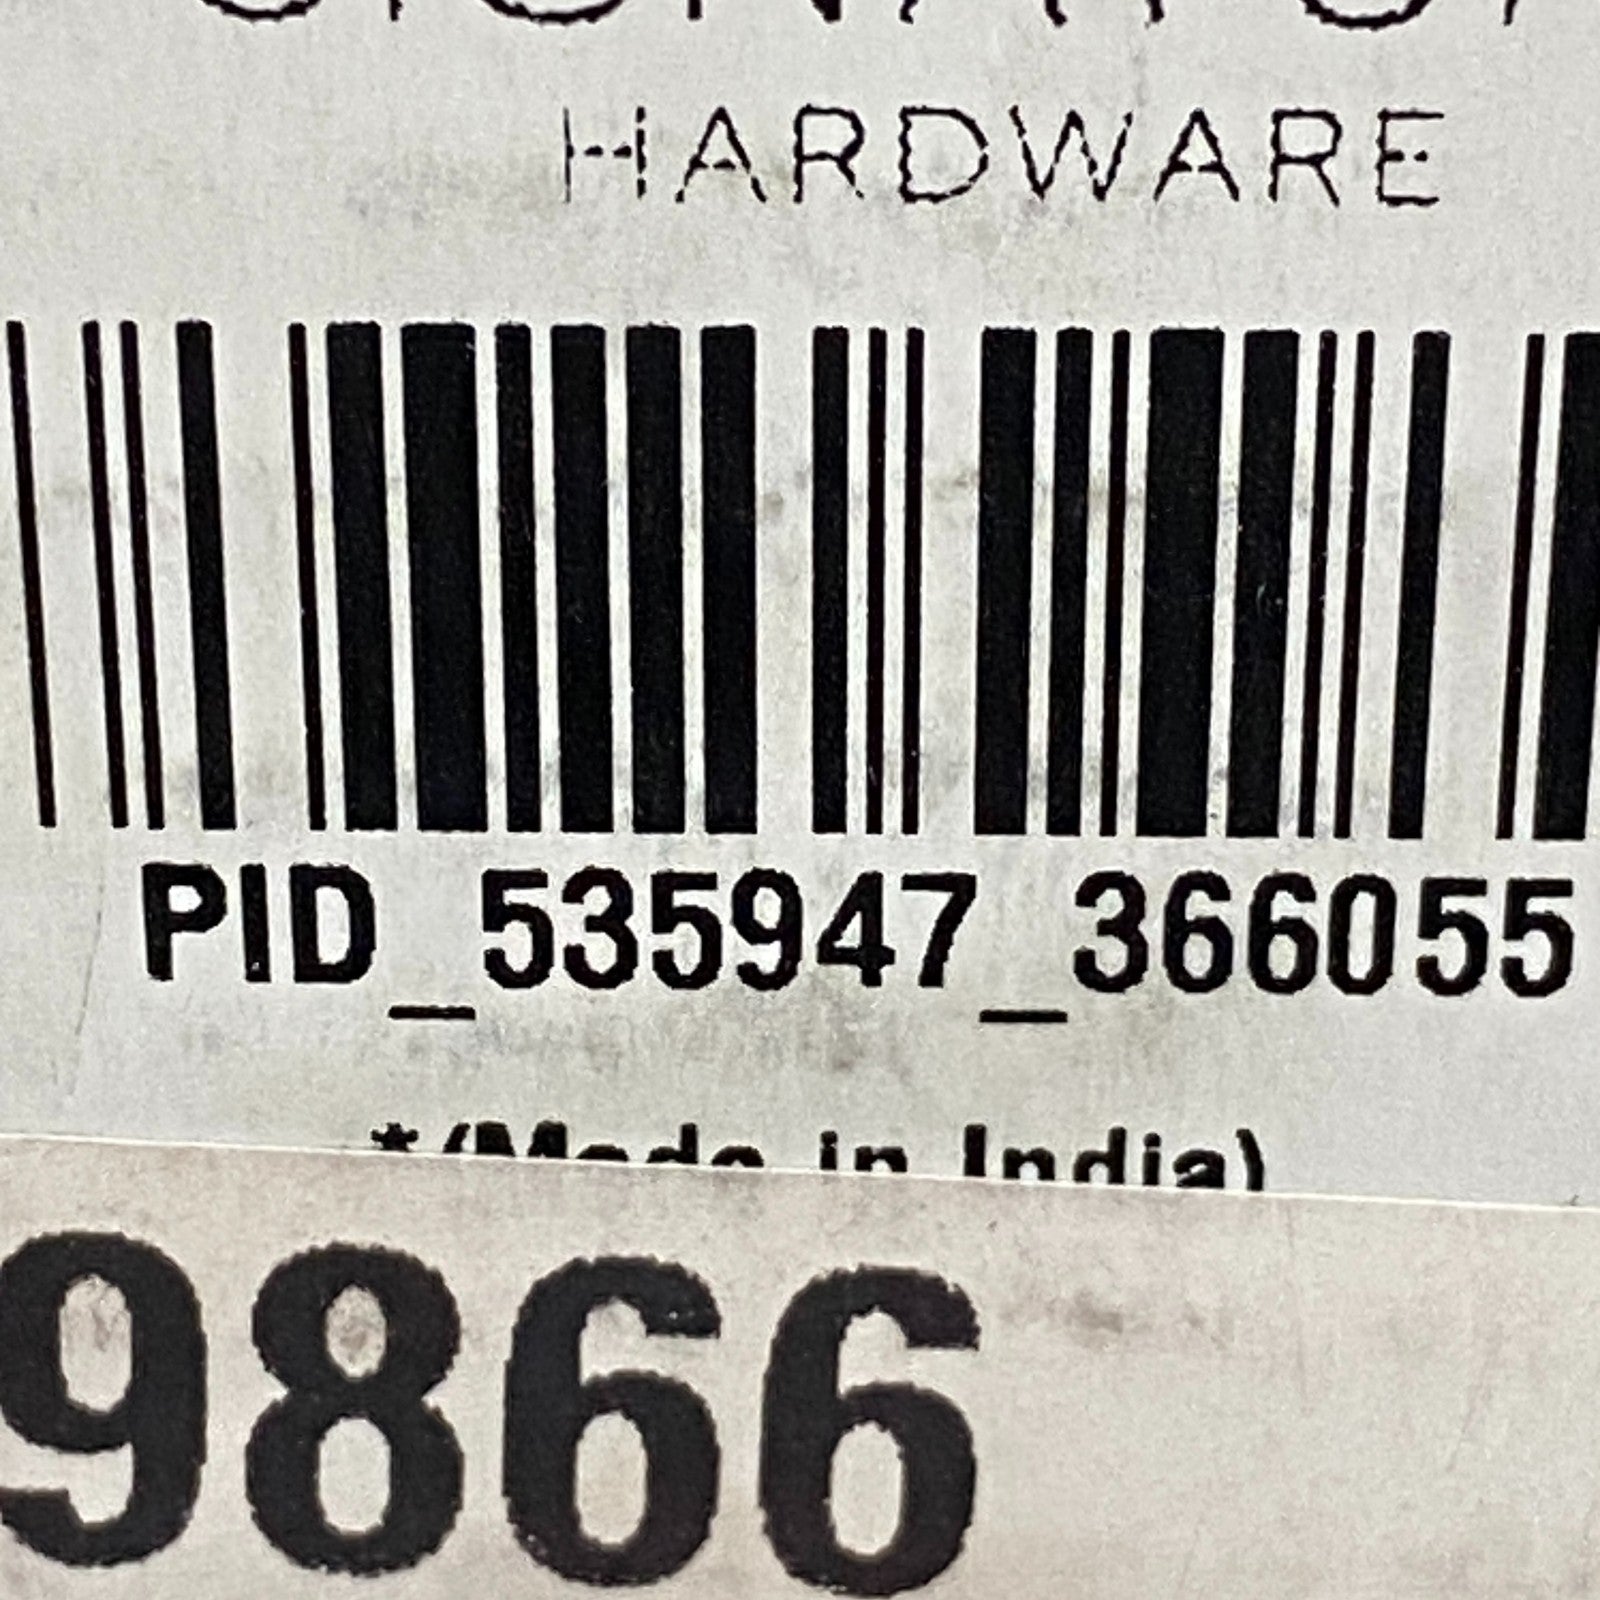 HARDWARE
PID_535947_366055
*(Made in India)
9866